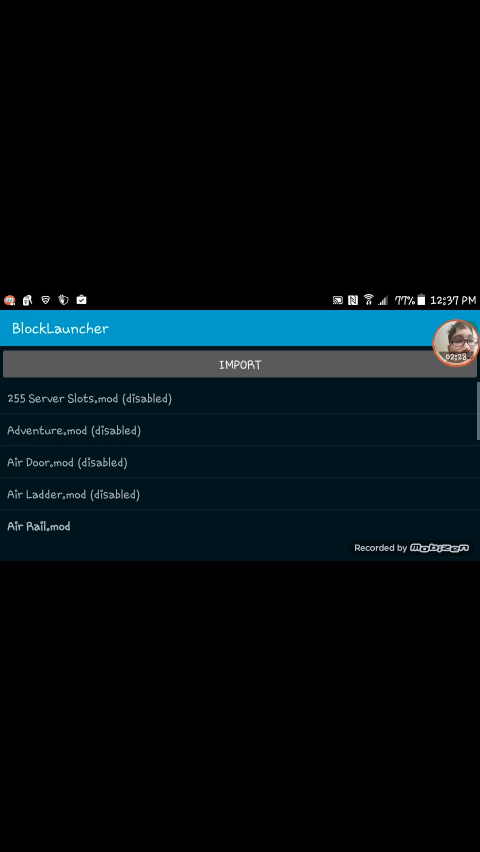 77% 12:37 PM
BlockLauncher
02:23
IMPORT
255 Server Slots.mod (disabled)
Adventure.mod (disabled)
Air Door.mod (disabled)
Air Ladder.mod (disabled)
Air Rail.mod
Recorded by mobizen